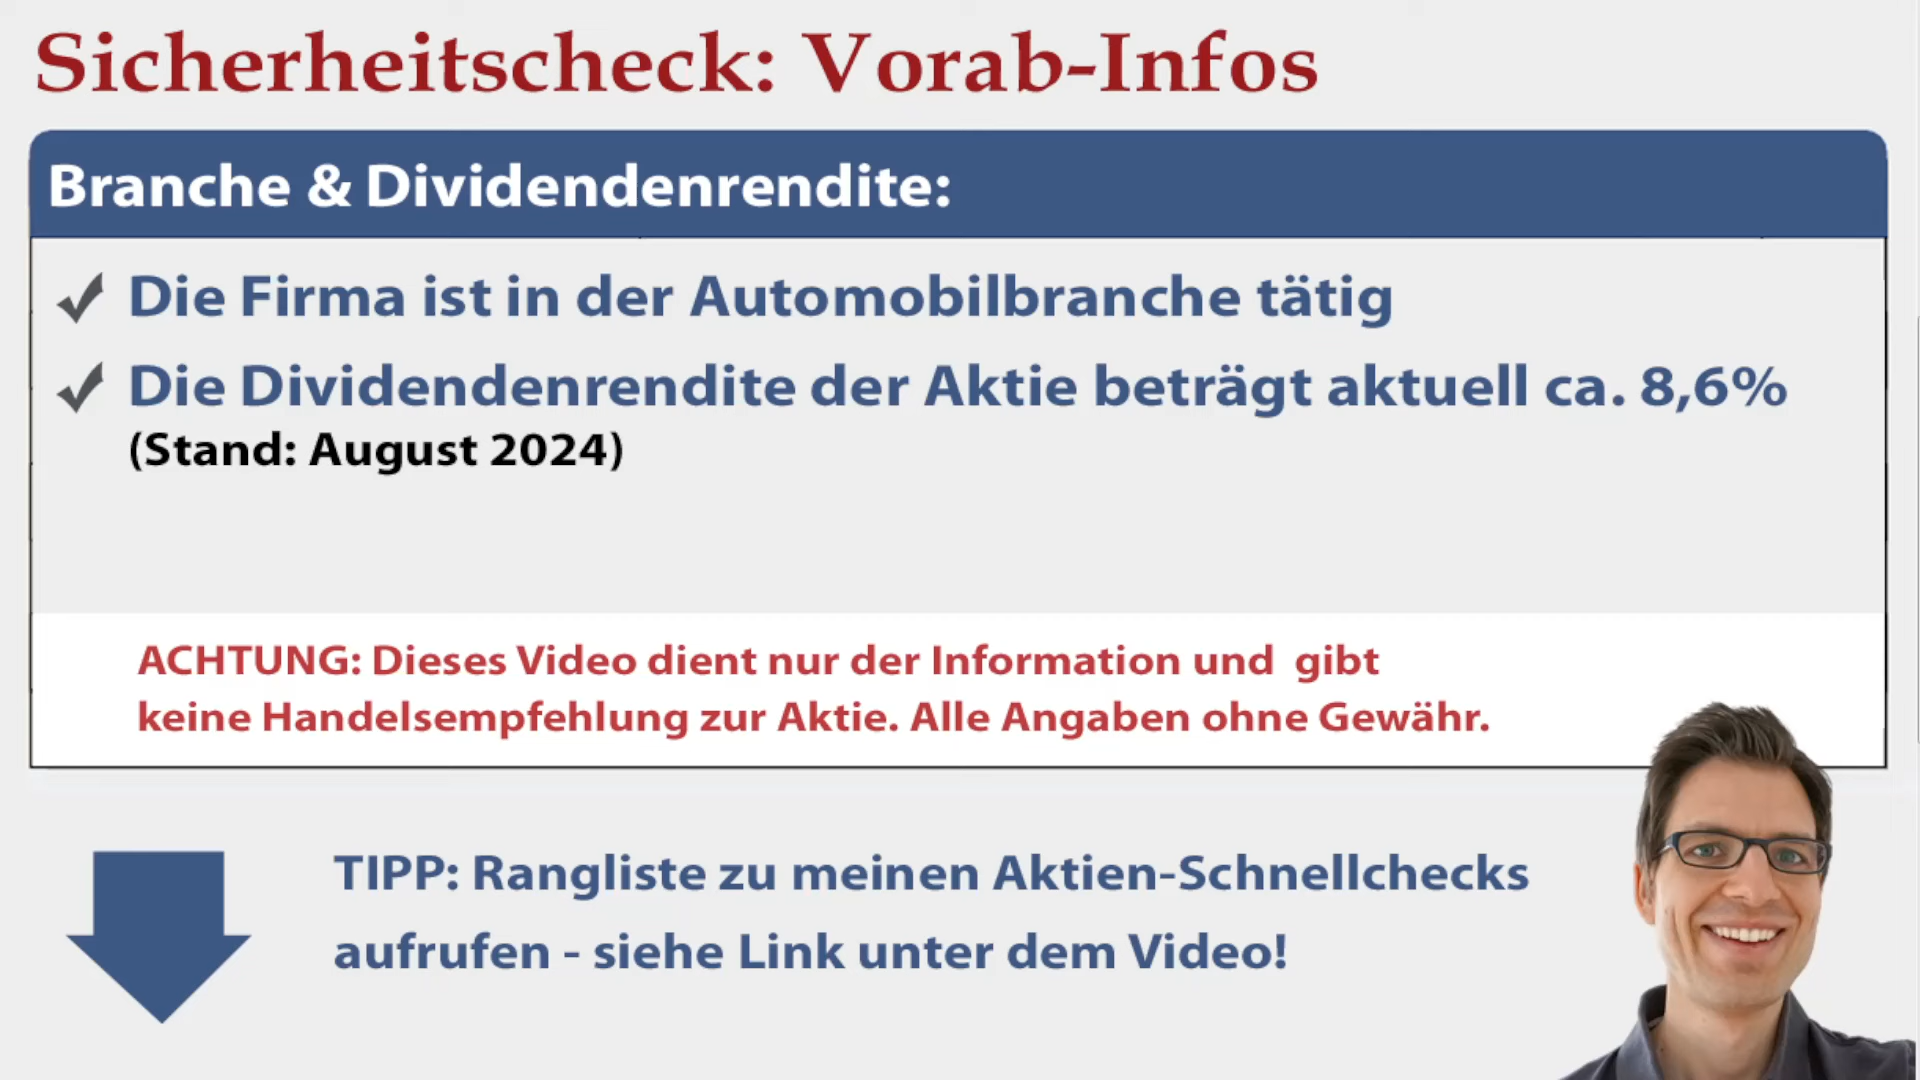 Sicherheitscheck: Vorab-Infos
Branche & Dividendenrendite:
Die Firma ist in der Automobilbranche tätig
Die Dividendenrendite der Aktie beträgt aktuell ca. 8,6%
(Stand: August 2024)
ACHTUNG: Dieses Video dient nur der Information und gibt
keine Handelsempfehlung zur Aktie. Alle Angaben ohne Gewähr.
TIPP: Rangliste zu meinen Aktien-Schnellchecks
aufrufen - siehe Link unter dem Video!